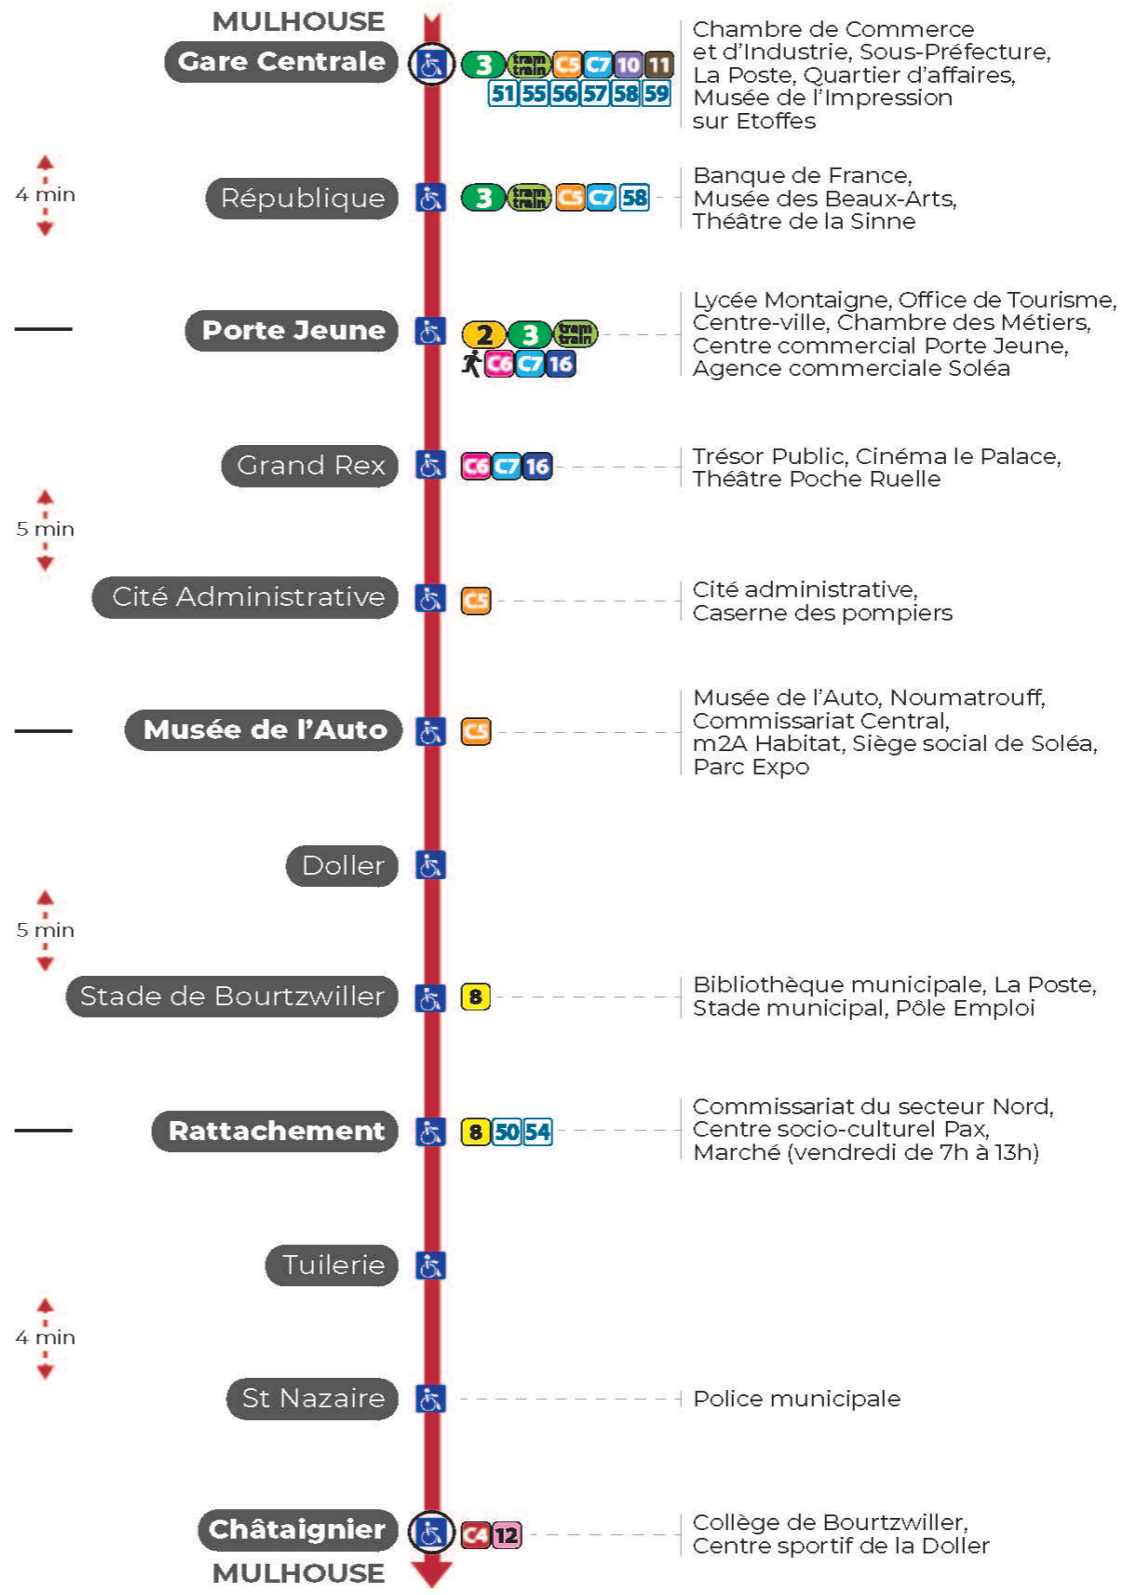 MULHOUSE
Gare Centrale
3 tram train C5 C7 10 11
51 55 56 57 58 59
Chambre de Commerce
et d'Industrie, Sous-Préfecture,
La Poste, Quartier d'affaires,
Musée de l'Impression
sur Etoffes
4 min
République
3 tram train C5 C7 58
Banque de France,
Musée des Beaux-Arts,
Théâtre de la Sinne
Porte Jeune
2 3 tram train
C6 C7 16
Lycée Montaigne, Office de Tourisme,
Centre-ville, Chambre des Métiers,
Centre commercial Porte Jeune,
Agence commerciale Soléa
Grand Rex
C6 C7 16
Trésor Public, Cinéma le Palace,
Théâtre Poche Ruelle
5 min
Cité Administrative
C5
Cité administrative,
Caserne des pompiers
Musée de l'Auto
C5
Musée de l'Auto, Noumatrouff,
Commissariat Central,
m2A Habitat, Siège social de Soléa,
Parc Expo
Doller
5 min
Stade de Bourtzwiller
8
Bibliothèque municipale, La Poste,
Stade municipal, Pôle Emploi
Rattachement
8 50 54
Commissariat du secteur Nord,
Centre socio-culturel Pax,
Marché (vendredi de 7h à 13h)
Tuilerie
4 min
St Nazaire
Police municipale
Châtaignier
C4 12
Collège de Bourtzwiller,
Centre sportif de la Doller
MULHOUSE